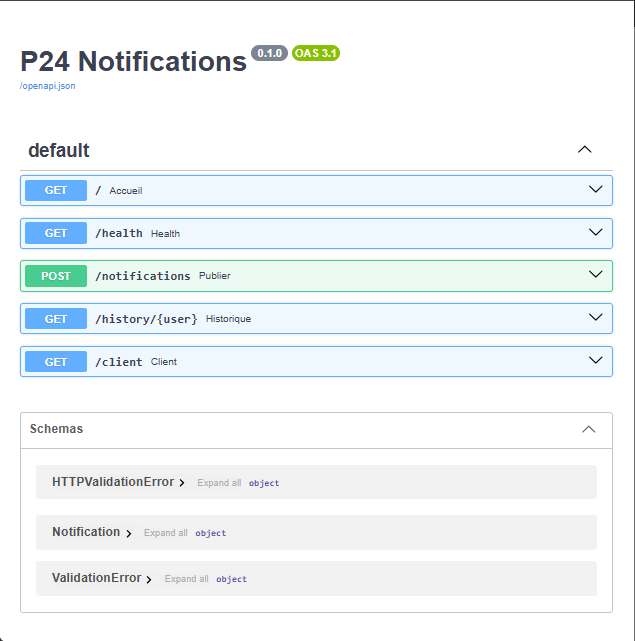 P24 Notifications 0.1.0 OAS 3.1
/openapi.json
default
GET / Accueil
GET /health Health
POST /notifications Publier
GET /history/{user} Historique
GET /client Client
Schemas
HTTPValidationError Expand all object
Notification Expand all object
ValidationError Expand all object